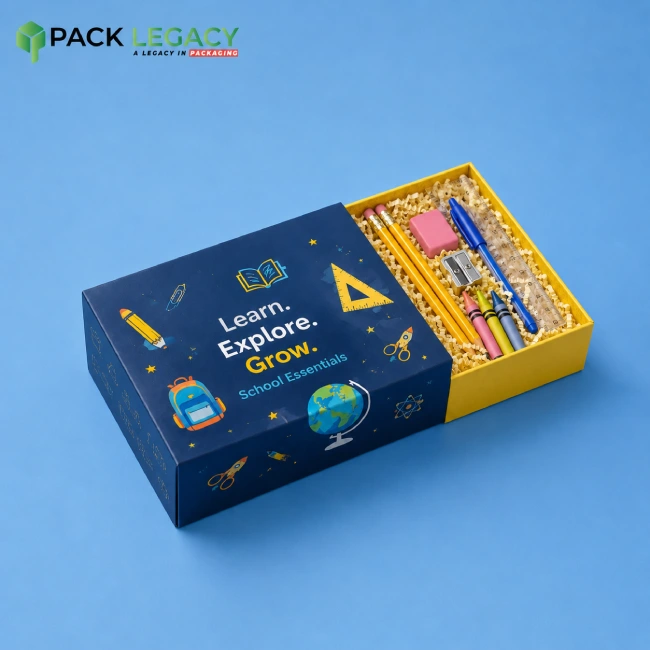 PACK LEGACY
A LEGACY IN PACKAGING
Learn.
Explore.
Grow.
School Essentials